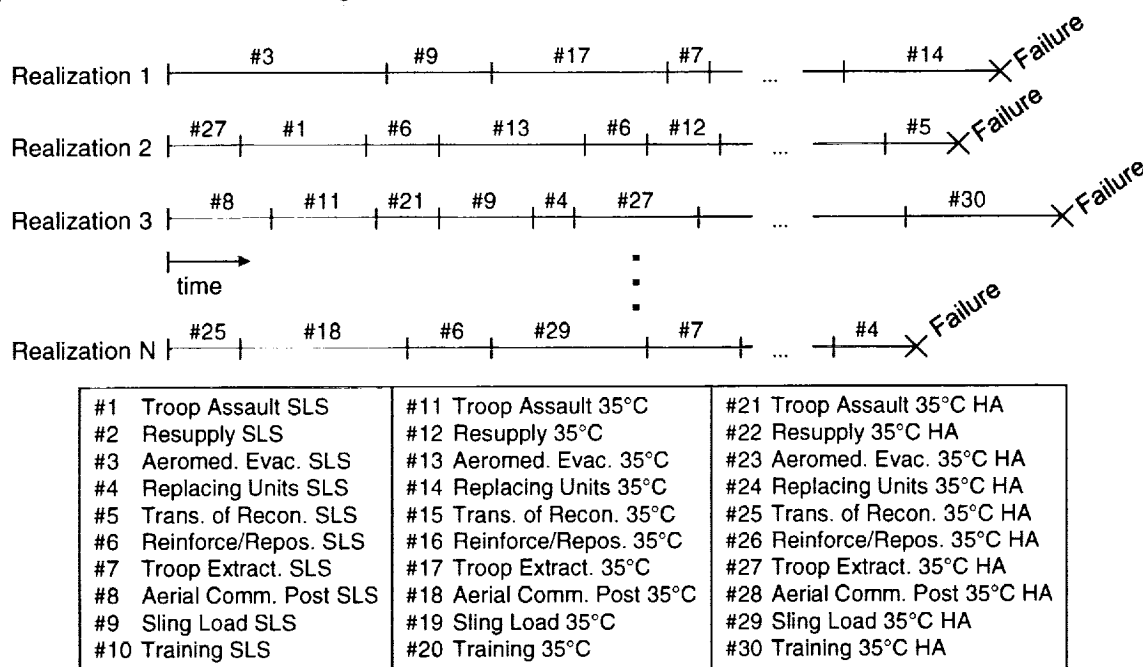 #3 #9 #17 #7 #14 Failure
Realization 1 ...
#27 #1 #6 #13 #6 #12 #5 Failure
Realization 2 ...
#8 #11 #21 #9 #4 #27 #30 Failure
Realization 3 ...
time
#25 #18 #6 #29 #7 #4 Failure
Realization N ...
#1 Troop Assault SLS
#2 Resupply SLS
#3 Aeromed. Evac. SLS
#4 Replacing Units SLS
#5 Trans. of Recon. SLS
#6 Reinforce/Repos. SLS
#7 Troop Extract. SLS
#8 Aerial Comm. Post SLS
#9 Sling Load SLS
#10 Training SLS
#11 Troop Assault 35°C
#12 Resupply 35°C
#13 Aeromed. Evac. 35°C
#14 Replacing Units 35°C
#15 Trans. of Recon. 35°C
#16 Reinforce/Repos. 35°C
#17 Troop Extract. 35°C
#18 Aerial Comm. Post 35°C
#19 Sling Load 35°C
#20 Training 35°C
#21 Troop Assault 35°C HA
#22 Resupply 35°C HA
#23 Aeromed. Evac. 35°C HA
#24 Replacing Units 35°C HA
#25 Trans. of Recon. 35°C HA
#26 Reinforce/Repos. 35°C HA
#27 Troop Extract. 35°C HA
#28 Aerial Comm. Post 35°C HA
#29 Sling Load 35°C HA
#30 Training 35°C HA